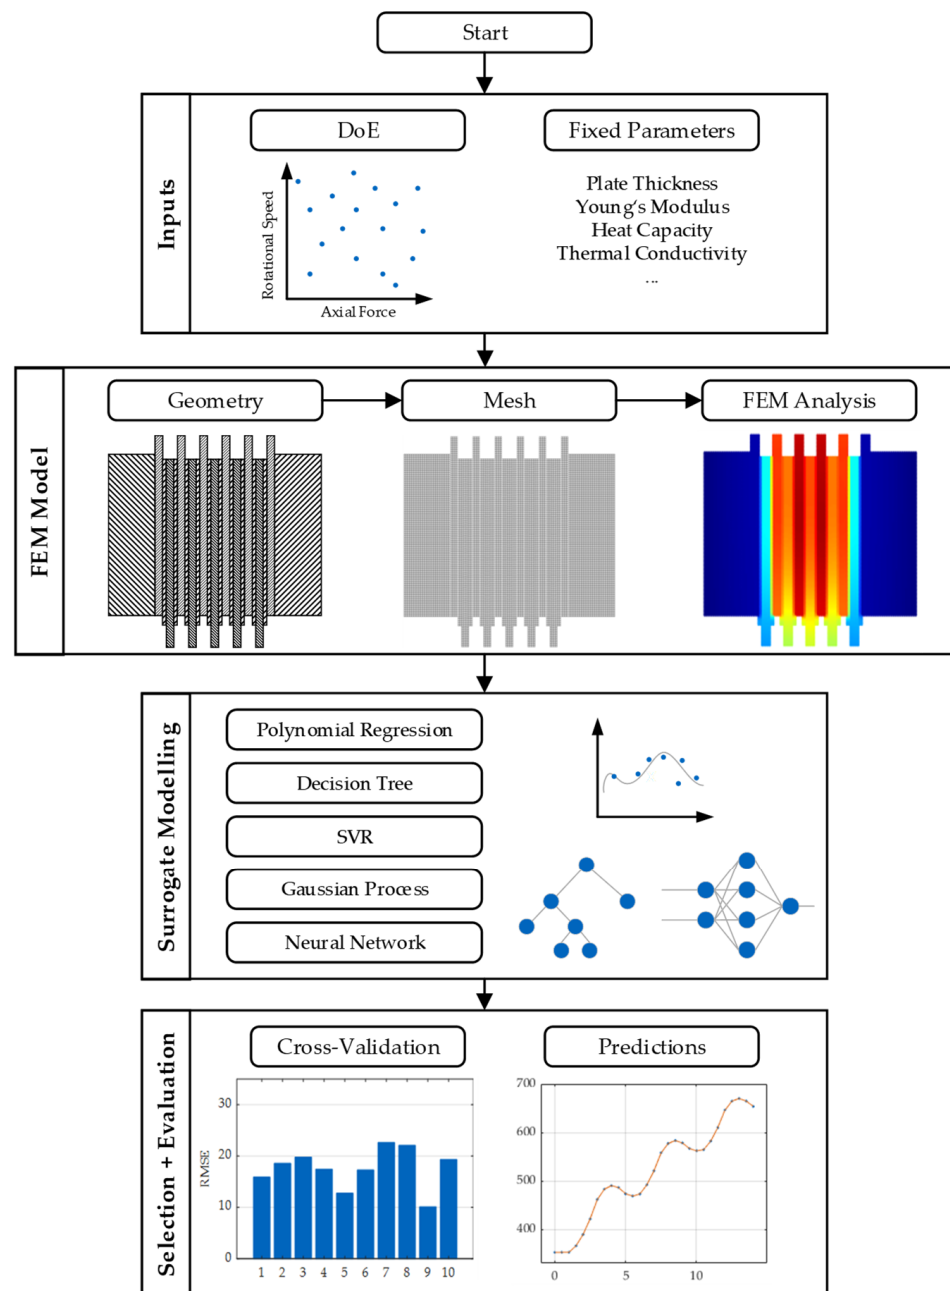 Start
Inputs
DoE
Fixed Parameters
Rotational Speed
Axial Force
Plate Thickness
Young‘s Modulus
Heat Capacity
Thermal Conductivity
...
FEM Model
Geometry
Mesh
FEM Analysis
Surrogate Modelling
Polynomial Regression
Decision Tree
SVR
Gaussian Process
Neural Network
Selection + Evaluation
Cross-Validation
Predictions
RMSE
30
20
10
0
1 2 3 4 5 6 7 8 9 10
700
600
500
400
0 5 10